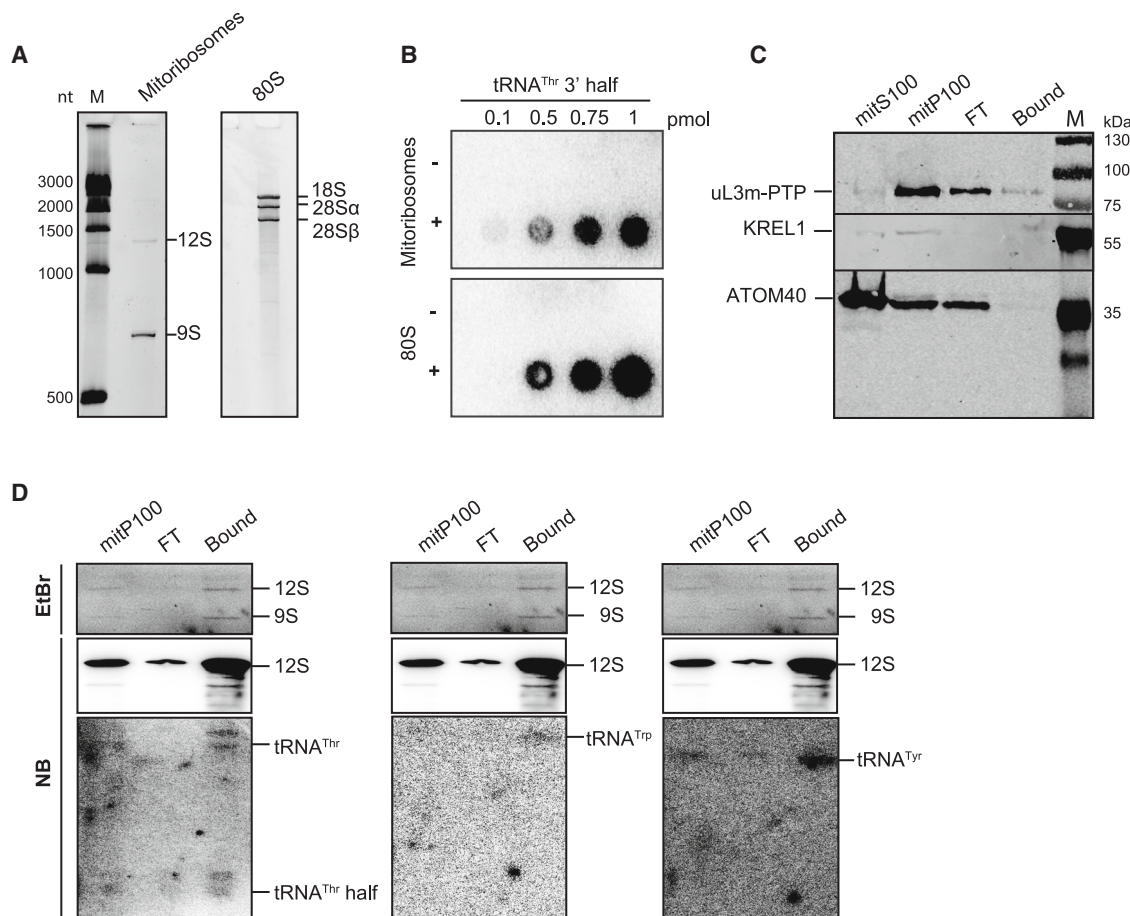 A
nt
M
Mitoribosomes
80S
3000
2000
1500
1000
500
12S
9S
18S
28Sα
28Sβ
B
tRNAᵀʰʳ 3’ half
0.1 0.5 0.75 1 pmol
Mitoribosomes
-
+
80S
-
+
C
mitS100
mitP100
FT
Bound
M
kDa
130
100
75
55
35
uL3m-PTP
KREL1
ATOM40
D
mitP100 FT Bound
mitP100 FT Bound
mitP100 FT Bound
EtBr
12S
9S
12S
9S
12S
9S
NB
12S
12S
12S
tRNAᵀʰʳ
tRNAᵀʰʳ half
tRNAᵀʳᵖ
tRNAᵀʸʳ